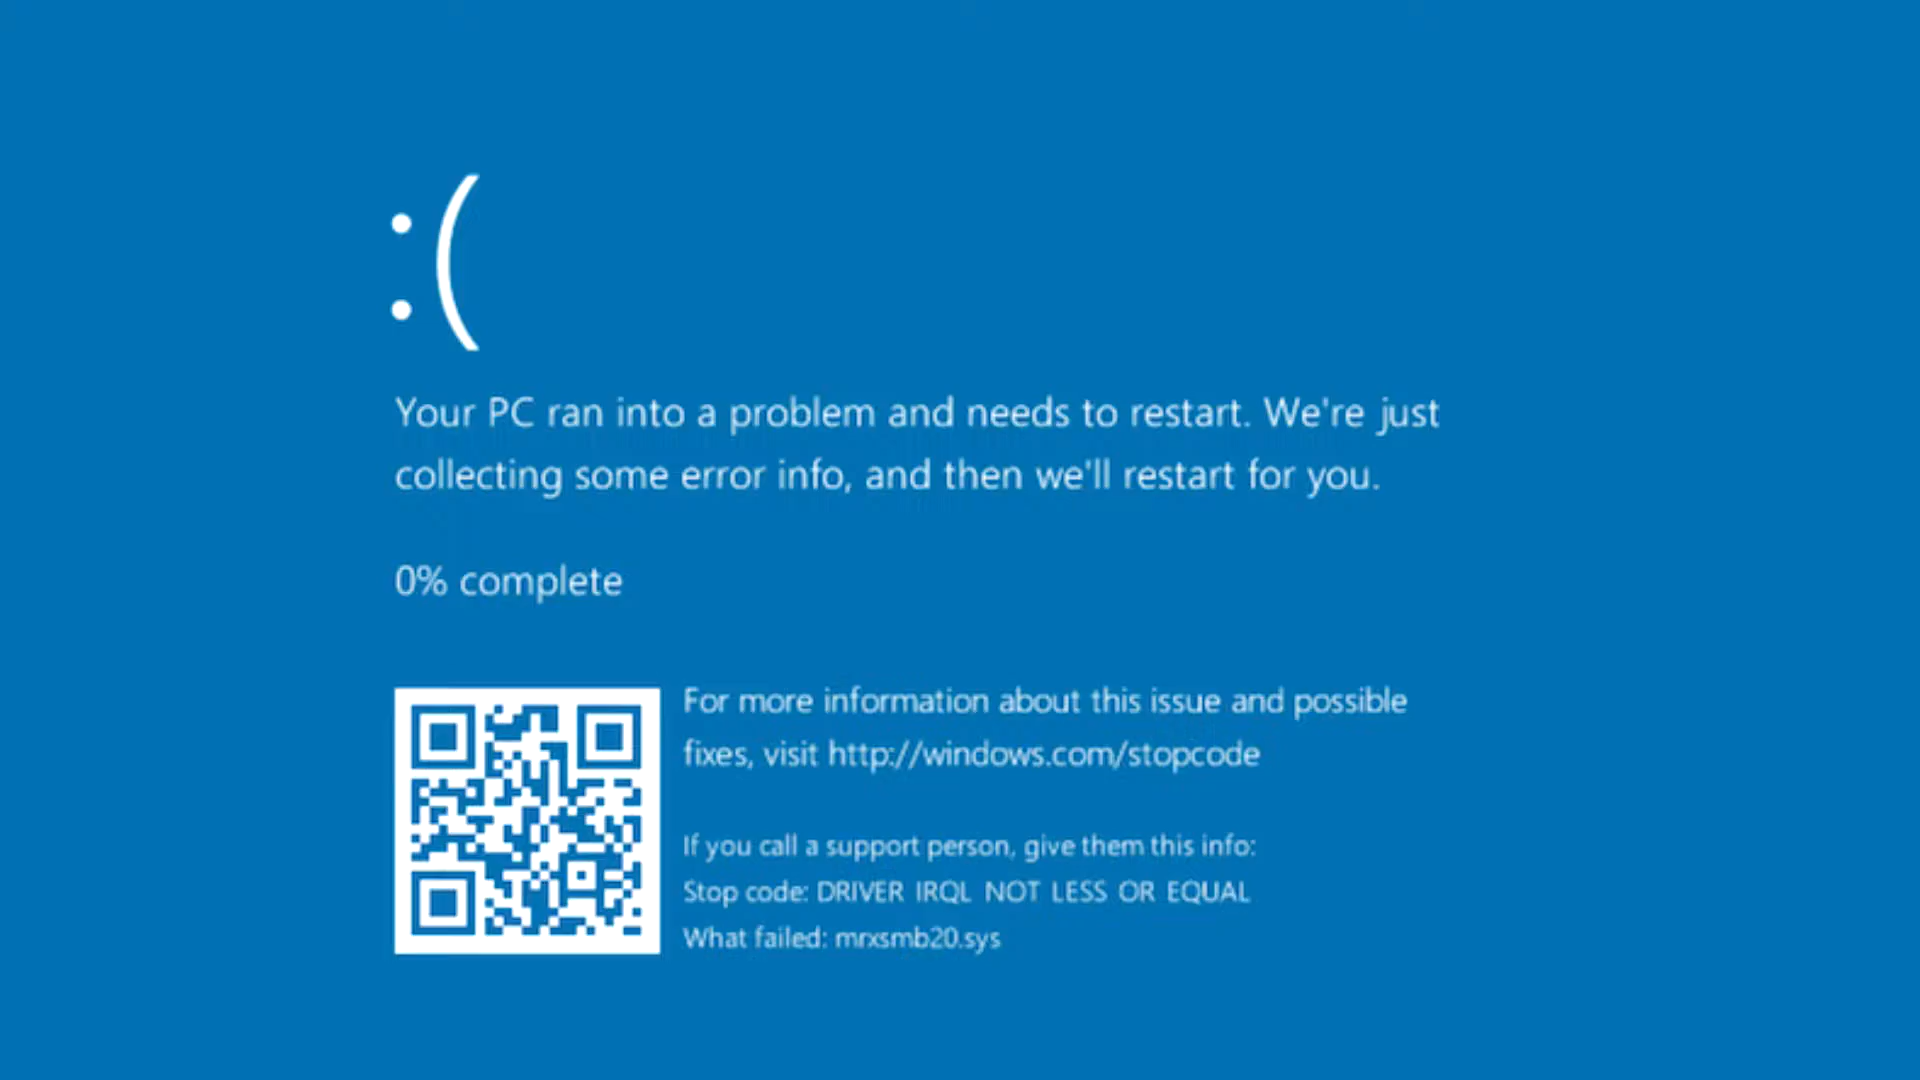 :(
Your PC ran into a problem and needs to restart. We're just
collecting some error info, and then we'll restart for you.
0% complete
For more information about this issue and possible
fixes, visit http://windows.com/stopcode
If you call a support person, give them this info:
Stop code: DRIVER IRQL NOT LESS OR EQUAL
What failed: mrxsmb20.sys